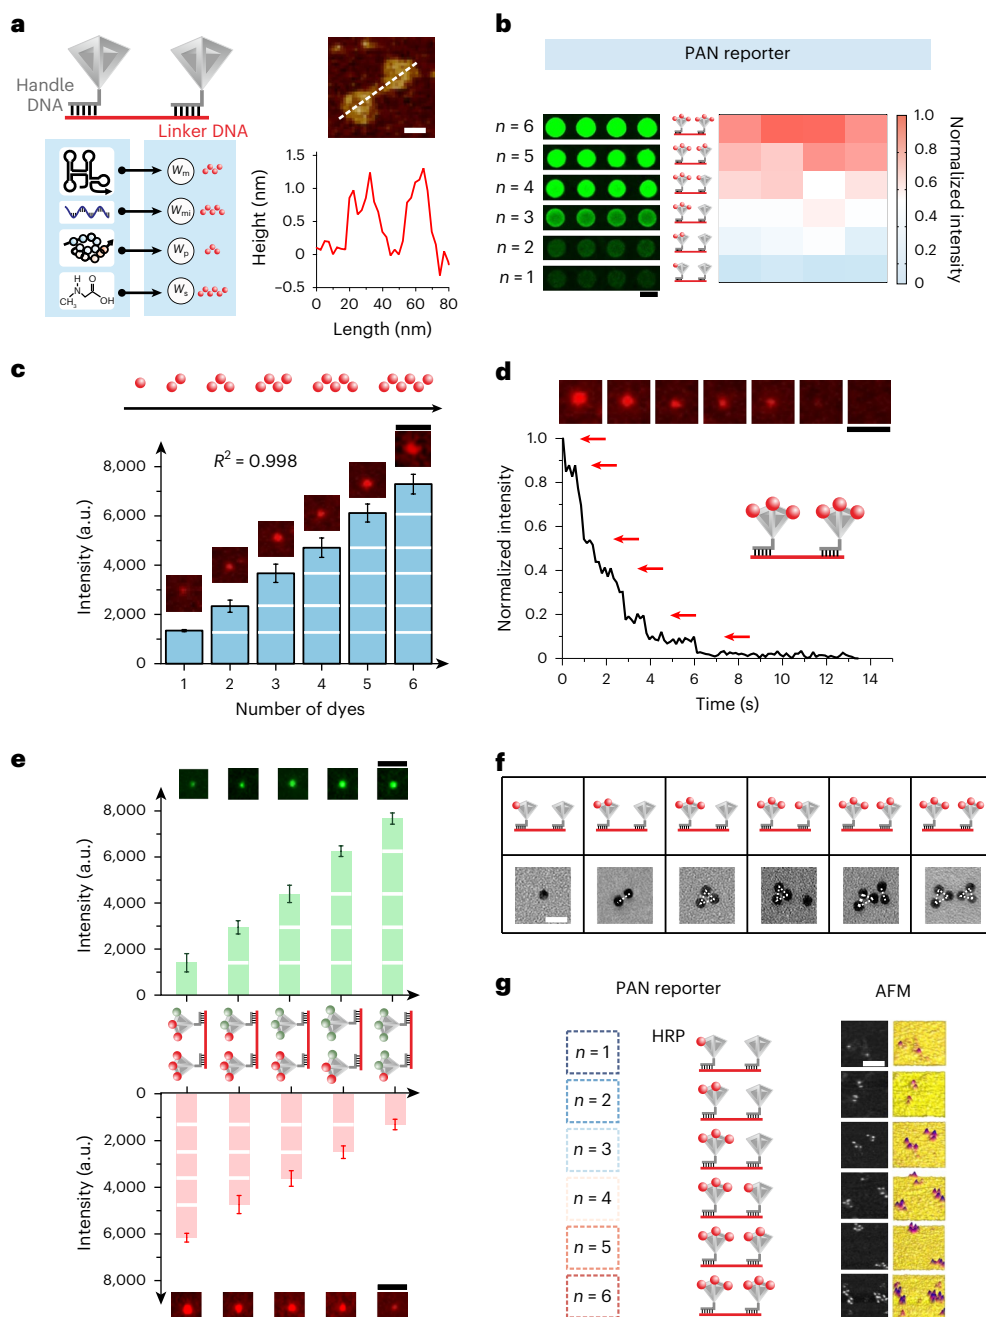 a
Handle
DNA
Linker DNA
Wm
Wmi
Wp
Ws
H
N
O
CH3
OH
Height (nm)
1.5
1.0
0.5
0
–0.5
0 20 40 60 80
Length (nm)
b
PAN reporter
n = 6
n = 5
n = 4
n = 3
n = 2
n = 1
1.0
0.8
0.6
0.4
0.2
0
Normalized intensity
c
R2 = 0.998
Intensity (a.u.)
8,000
6,000
4,000
2,000
0
1 2 3 4 5 6
Number of dyes
d
Normalized intensity
1.0
0.8
0.6
0.4
0.2
0
0 2 4 6 8 10 12 14
Time (s)
e
Intensity (a.u.)
8,000
6,000
4,000
2,000
0
Intensity (a.u.)
0
2,000
4,000
6,000
8,000
f
g
PAN reporter
AFM
HRP
n = 1
n = 2
n = 3
n = 4
n = 5
n = 6